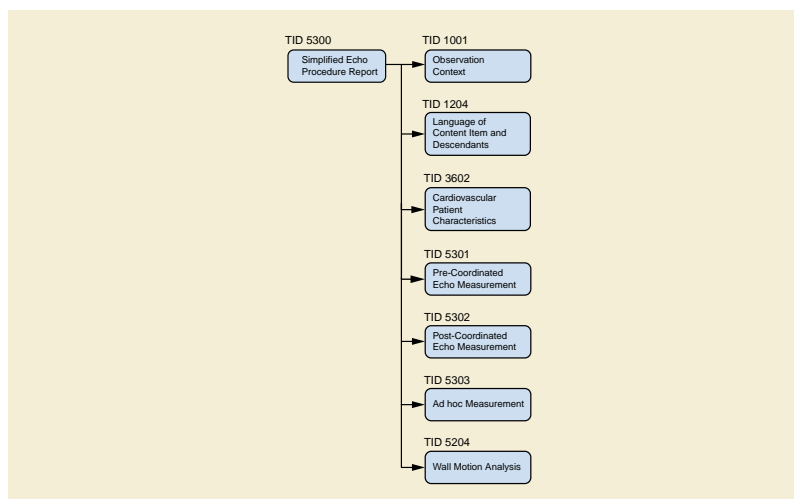 TID 5300
Simplified Echo
Procedure Report
TID 1001
Observation
Context
TID 1204
Language of
Content Item and
Descendants
TID 3602
Cardiovascular
Patient
Characteristics
TID 5301
Pre-Coordinated
Echo Measurement
TID 5302
Post-Coordinated
Echo Measurement
TID 5303
Ad hoc Measurement
TID 5204
Wall Motion Analysis